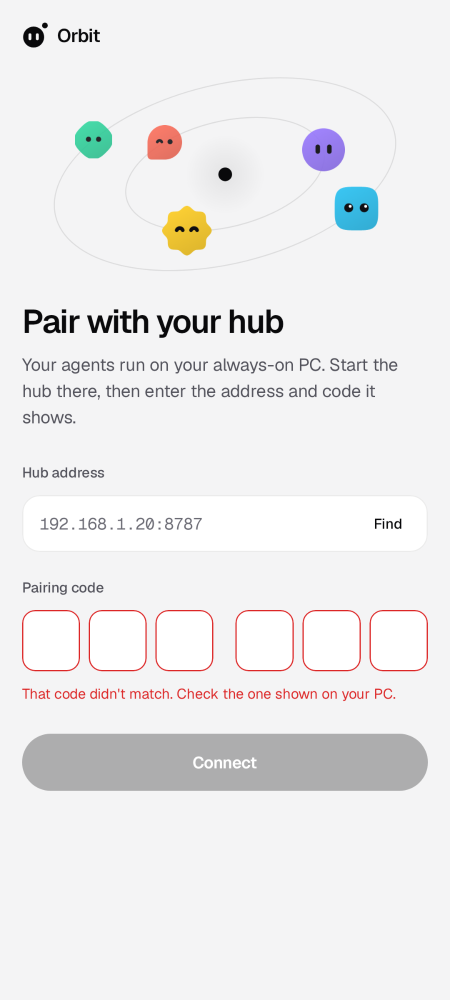 Orbit
Pair with your hub
Your agents run on your always-on PC. Start the
hub there, then enter the address and code it
shows.
Hub address
192.168.1.20:8787
Find
Pairing code
That code didn't match. Check the one shown on your PC.
Connect